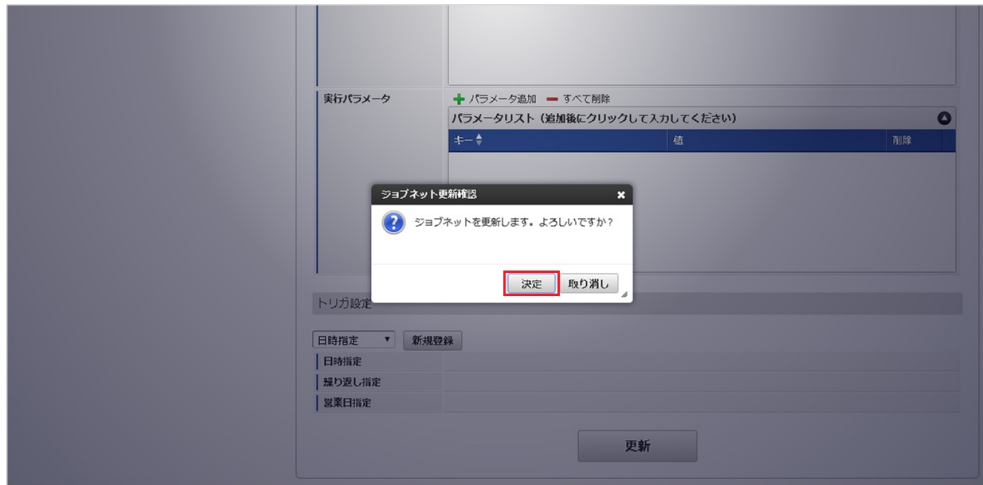 実行パラメータ
パラメータ追加 すべて削除
パラメータリスト（追加後にクリックして入力してください）
キー 値 削除
ジョブネット更新確認
ジョブネットを更新します。よろしいですか？
決定 取り消し
トリガ設定
日時指定 新規登録
日時指定
繰り返し指定
営業日指定
更新